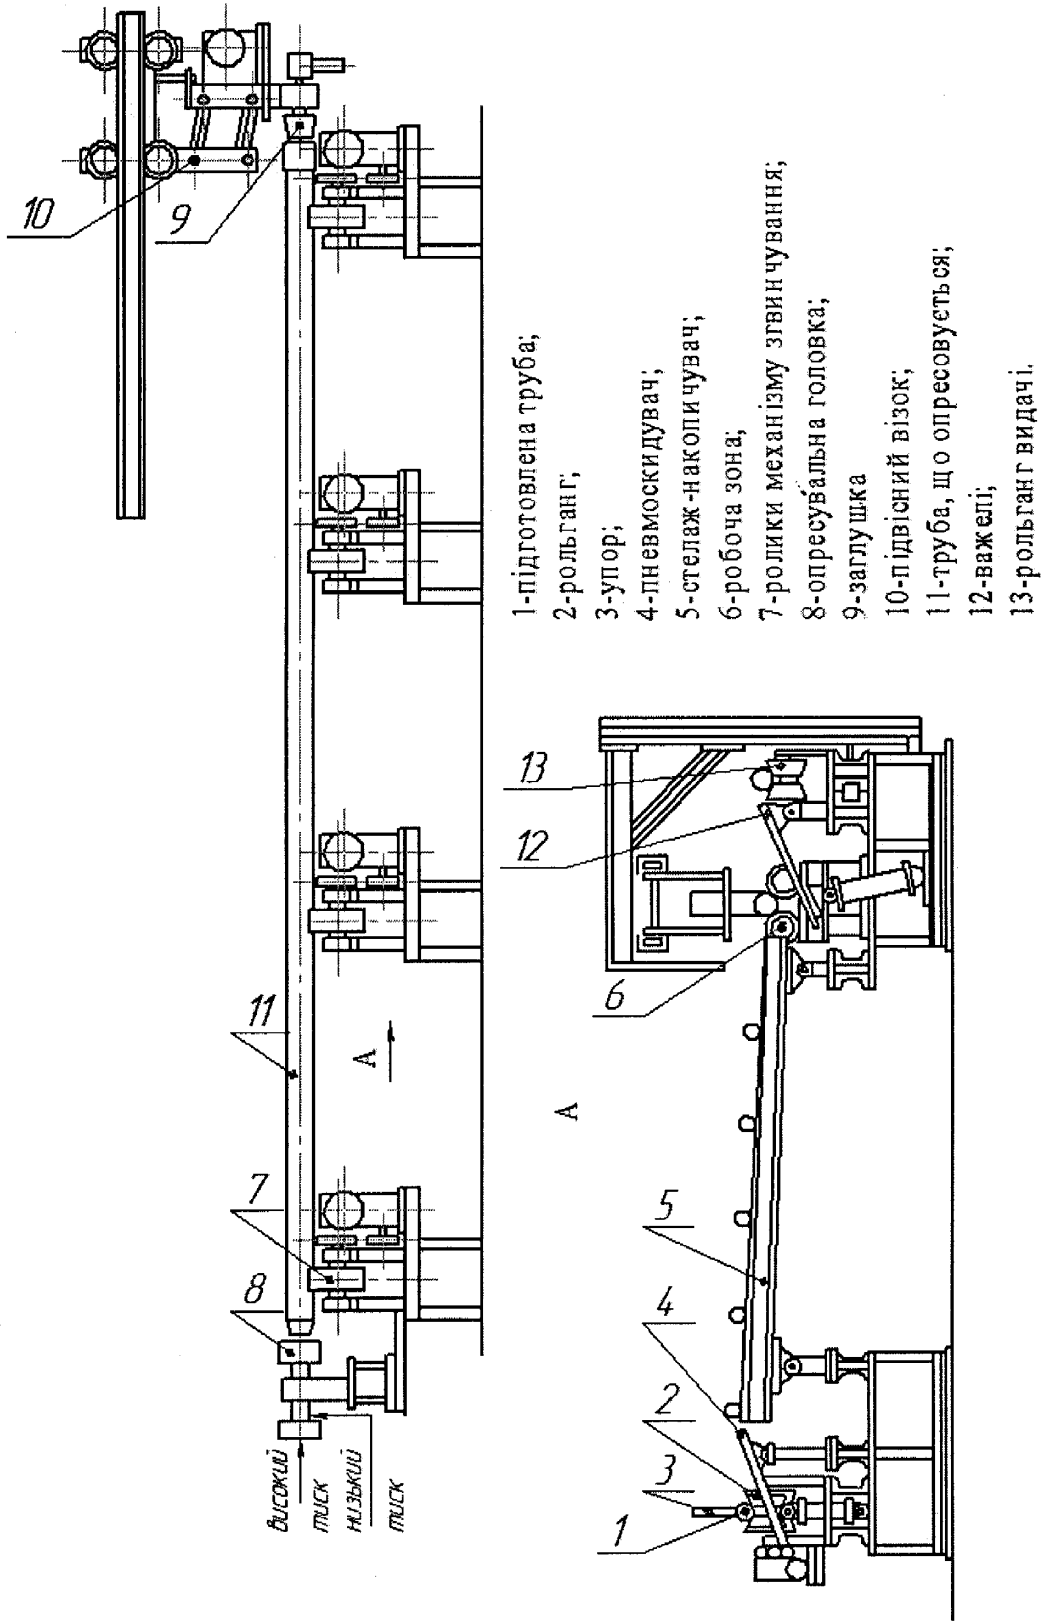 10
9
11
А
7
8
високий
тиск
низький
тиск
1-підготовлена труба;
2-рольганг;
3-упор;
4-пневмоскидувач;
5-стелаж-накопичувач;
6-робоча зона;
7-ролики механізму згвинчування;
8-опресувальна головка;
9-заглушка
10-підвісний візок;
11-труба, що опресовується;
12-важелі;
13-рольганг видачі.
А
13
12
6
5
4
2
3
1